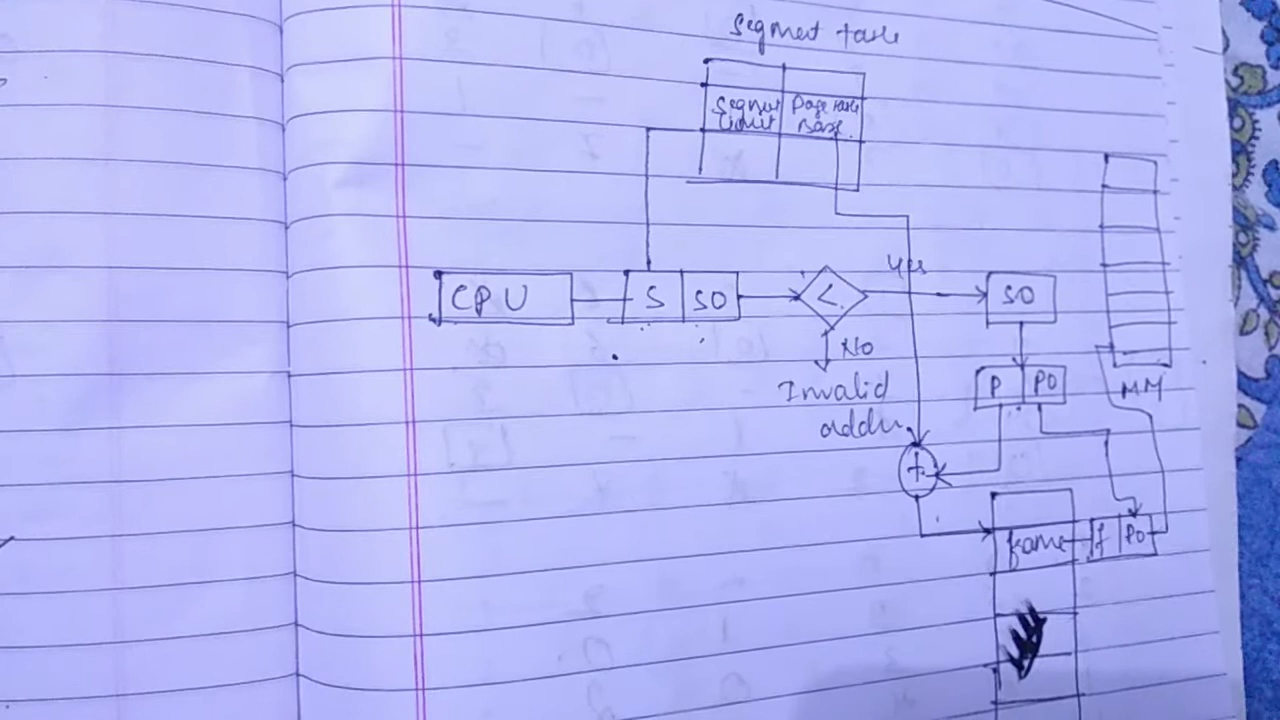 Segment table
Segment Page table
Limit Base
CPU
S SO
<
Yes
SO
No
P PO
MM
Invalid
addr.
+
frame f PO